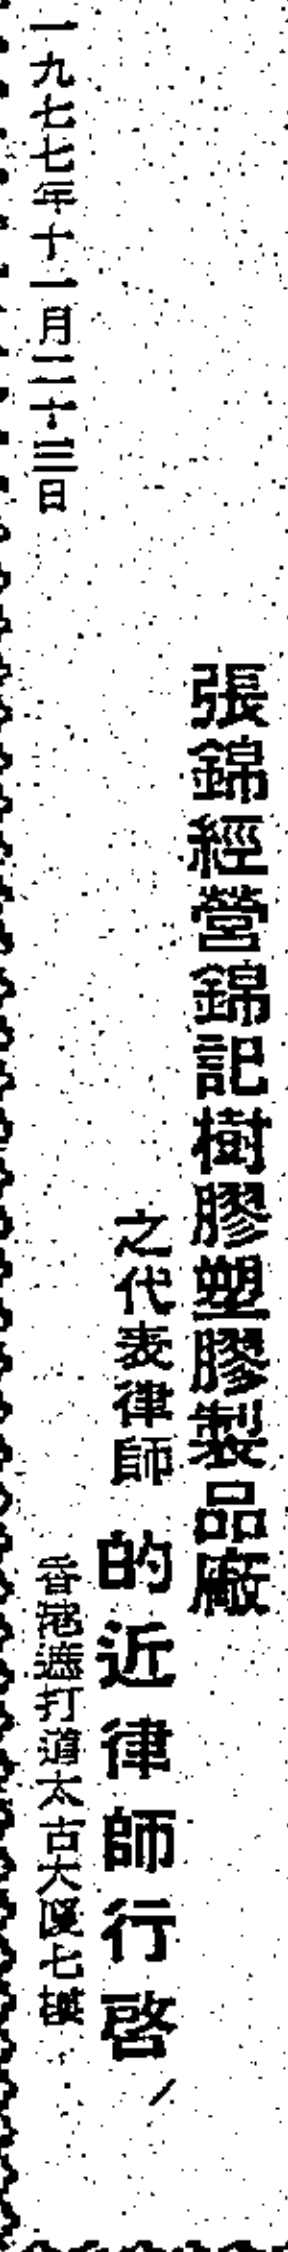 張錦經營錦記樹膠塑膠製品廠
之代表律師 的近律師行啓
香港遮打道太古大厦七樓
一九七七年十一月二十三日